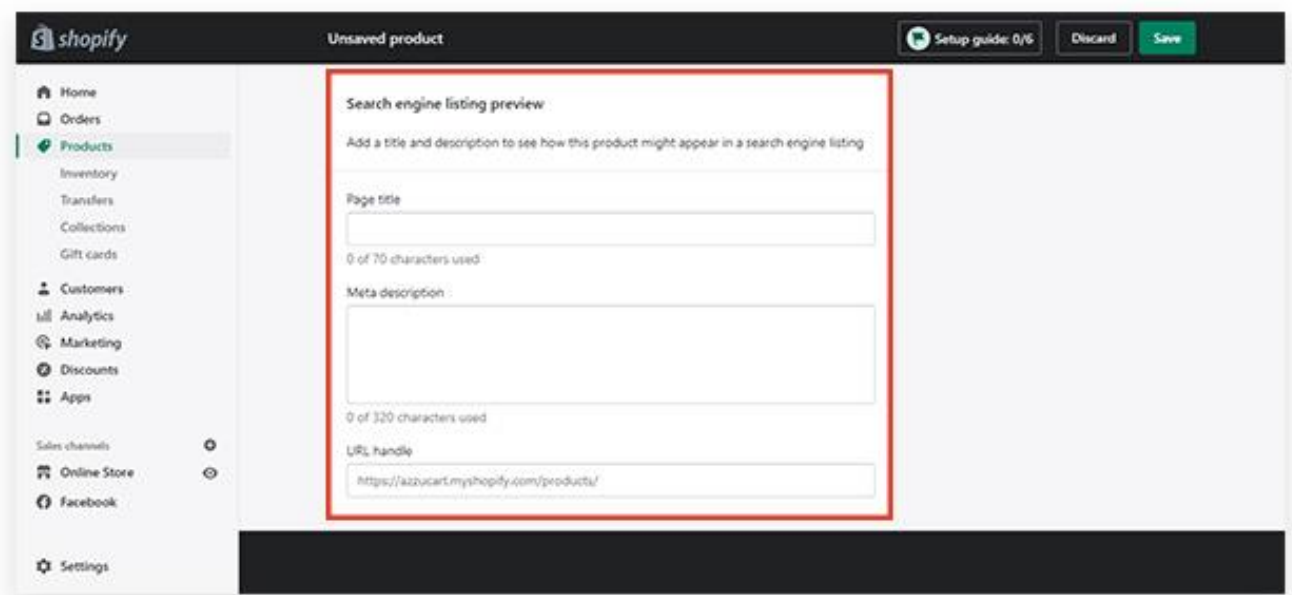 shopify
Unsaved product
Setup guide: 0/6
Discard
Save
Home
Orders
Products
Inventory
Transfers
Collections
Gift cards
Customers
Analytics
Marketing
Discounts
Apps
Sales channels
Online Store
Facebook
Settings
Search engine listing preview
Add a title and description to see how this product might appear in a search engine listing
Page title
0 of 70 characters used
Meta description
0 of 320 characters used
URL handle
https://azzucart.myshopify.com/products/